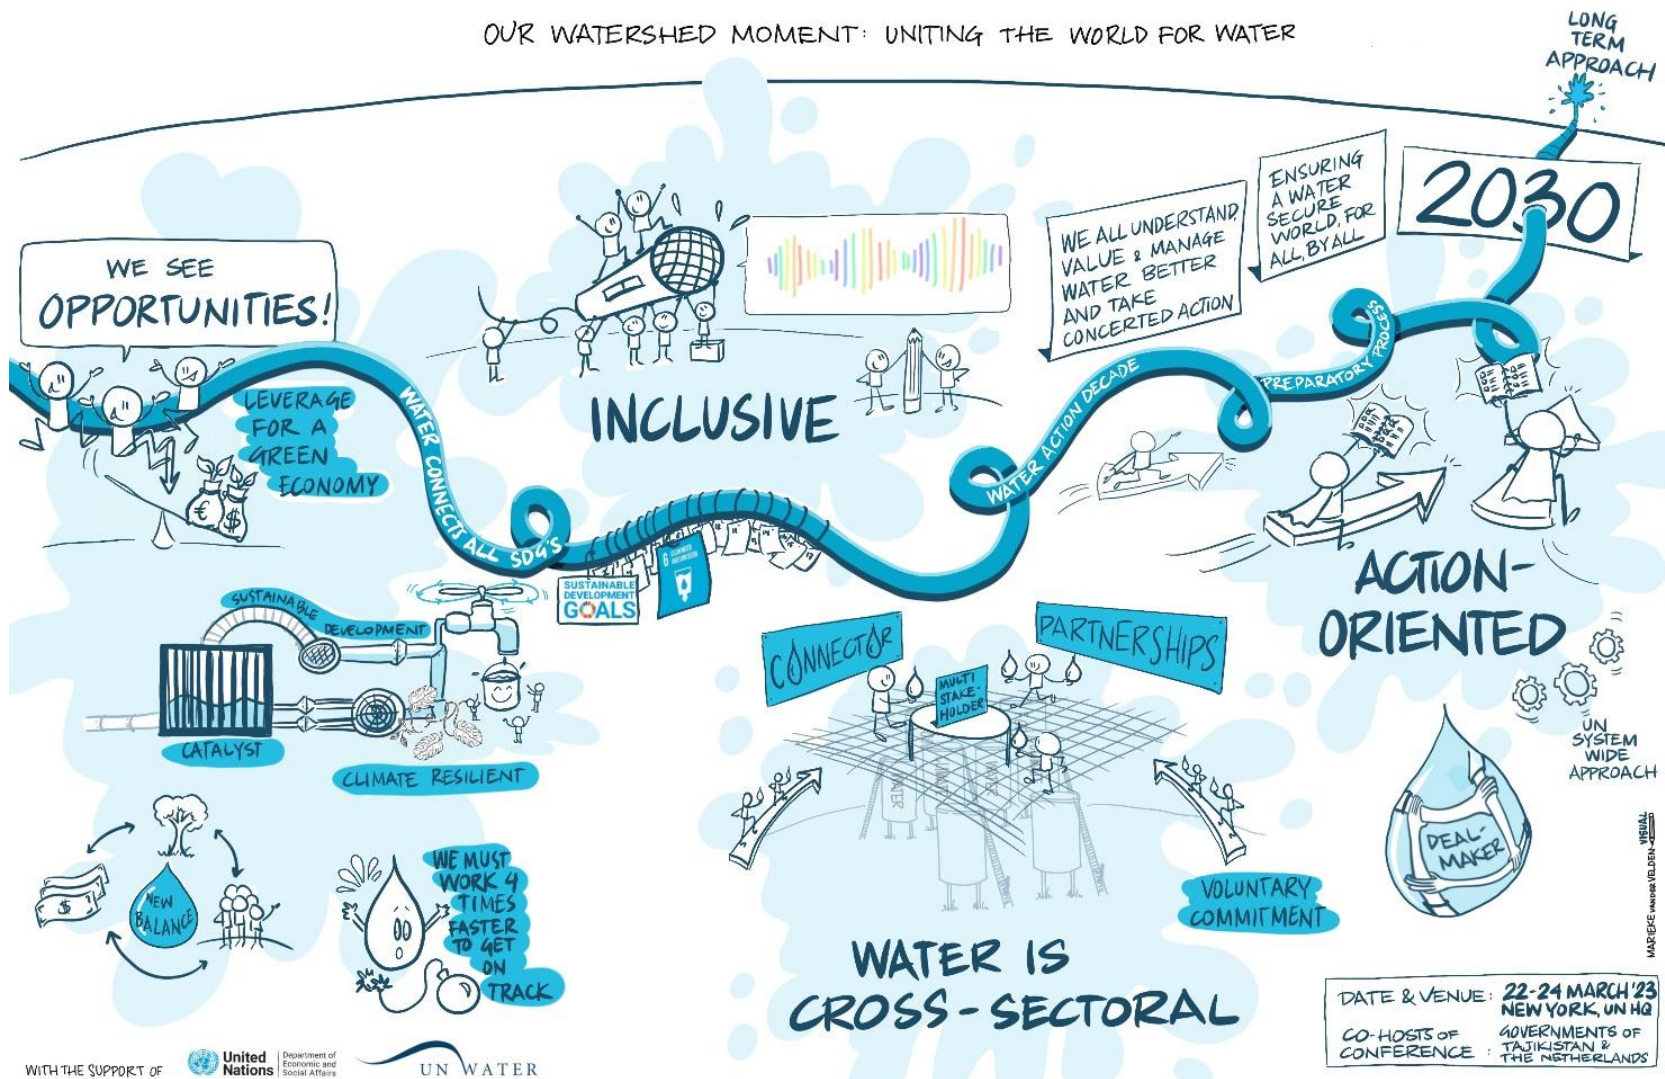 OUR WATERSHED MOMENT: UNITING THE WORLD FOR WATER
LONG
TERM
APPROACH
WE SEE
OPPORTUNITIES!
LEVERAGE
FOR A
GREEN
ECONOMY
€ $
WATER CONNECTS ALL SDG'S
INCLUSIVE
WE ALL UNDERSTAND,
VALUE & MANAGE
WATER BETTER
AND TAKE
CONCERTED ACTION
ENSURING
A WATER
SECURE
WORLD, FOR
ALL, BY ALL
2030
WATER ACTION DECADE
PREPARATORY PROCESS
SUSTAINABLE
DEVELOPMENT
GOALS
6 CLEAN WATER
AND SANITATION
ACTION-
ORIENTED
SUSTAINABLE
DEVELOPMENT
CATALYST
CLIMATE RESILIENT
CONNECTOR
PARTNERSHIPS
MULTI
STAKE-
HOLDER
WATER
UN
SYSTEM
WIDE
APPROACH
DEAL-
MAKER
$
NEW
BALANCE
WE MUST
WORK 4
TIMES
FASTER
TO GET
ON
TRACK
VOLUNTARY
COMMITMENT
WATER IS
CROSS-SECTORAL
MARIEKE VAN DER VELDEN VISUAL
DATE & VENUE: 22-24 MARCH '23
NEW YORK, UN HQ
CO-HOSTS OF
CONFERENCE : GOVERNMENTS OF
TAJIKISTAN &
THE NETHERLANDS
WITH THE SUPPORT OF
United
Nations
Department of
Economic and
Social Affairs
UN WATER